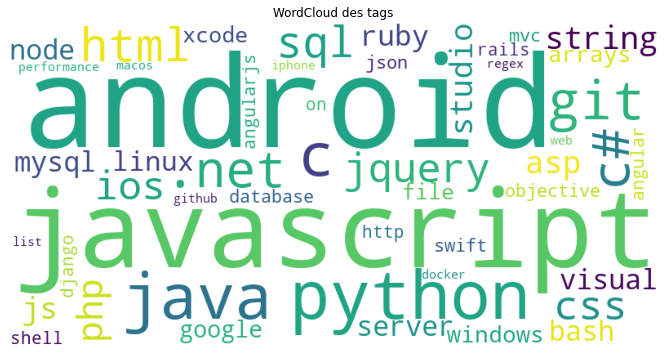 WordCloud des tags
node
html
xcode
sql
ruby
mvc
string
rails
arrays
performance
macos
iphone
json
regex
android
angularjs
on
studio
git
web
mysql
linux
.net
c
jquery
asp
c#
angular
ios
github
database
file
objective
javascript
list
django
http
swift
docker
js
php
java
python
visual
css
shell
google
server
windows
bash